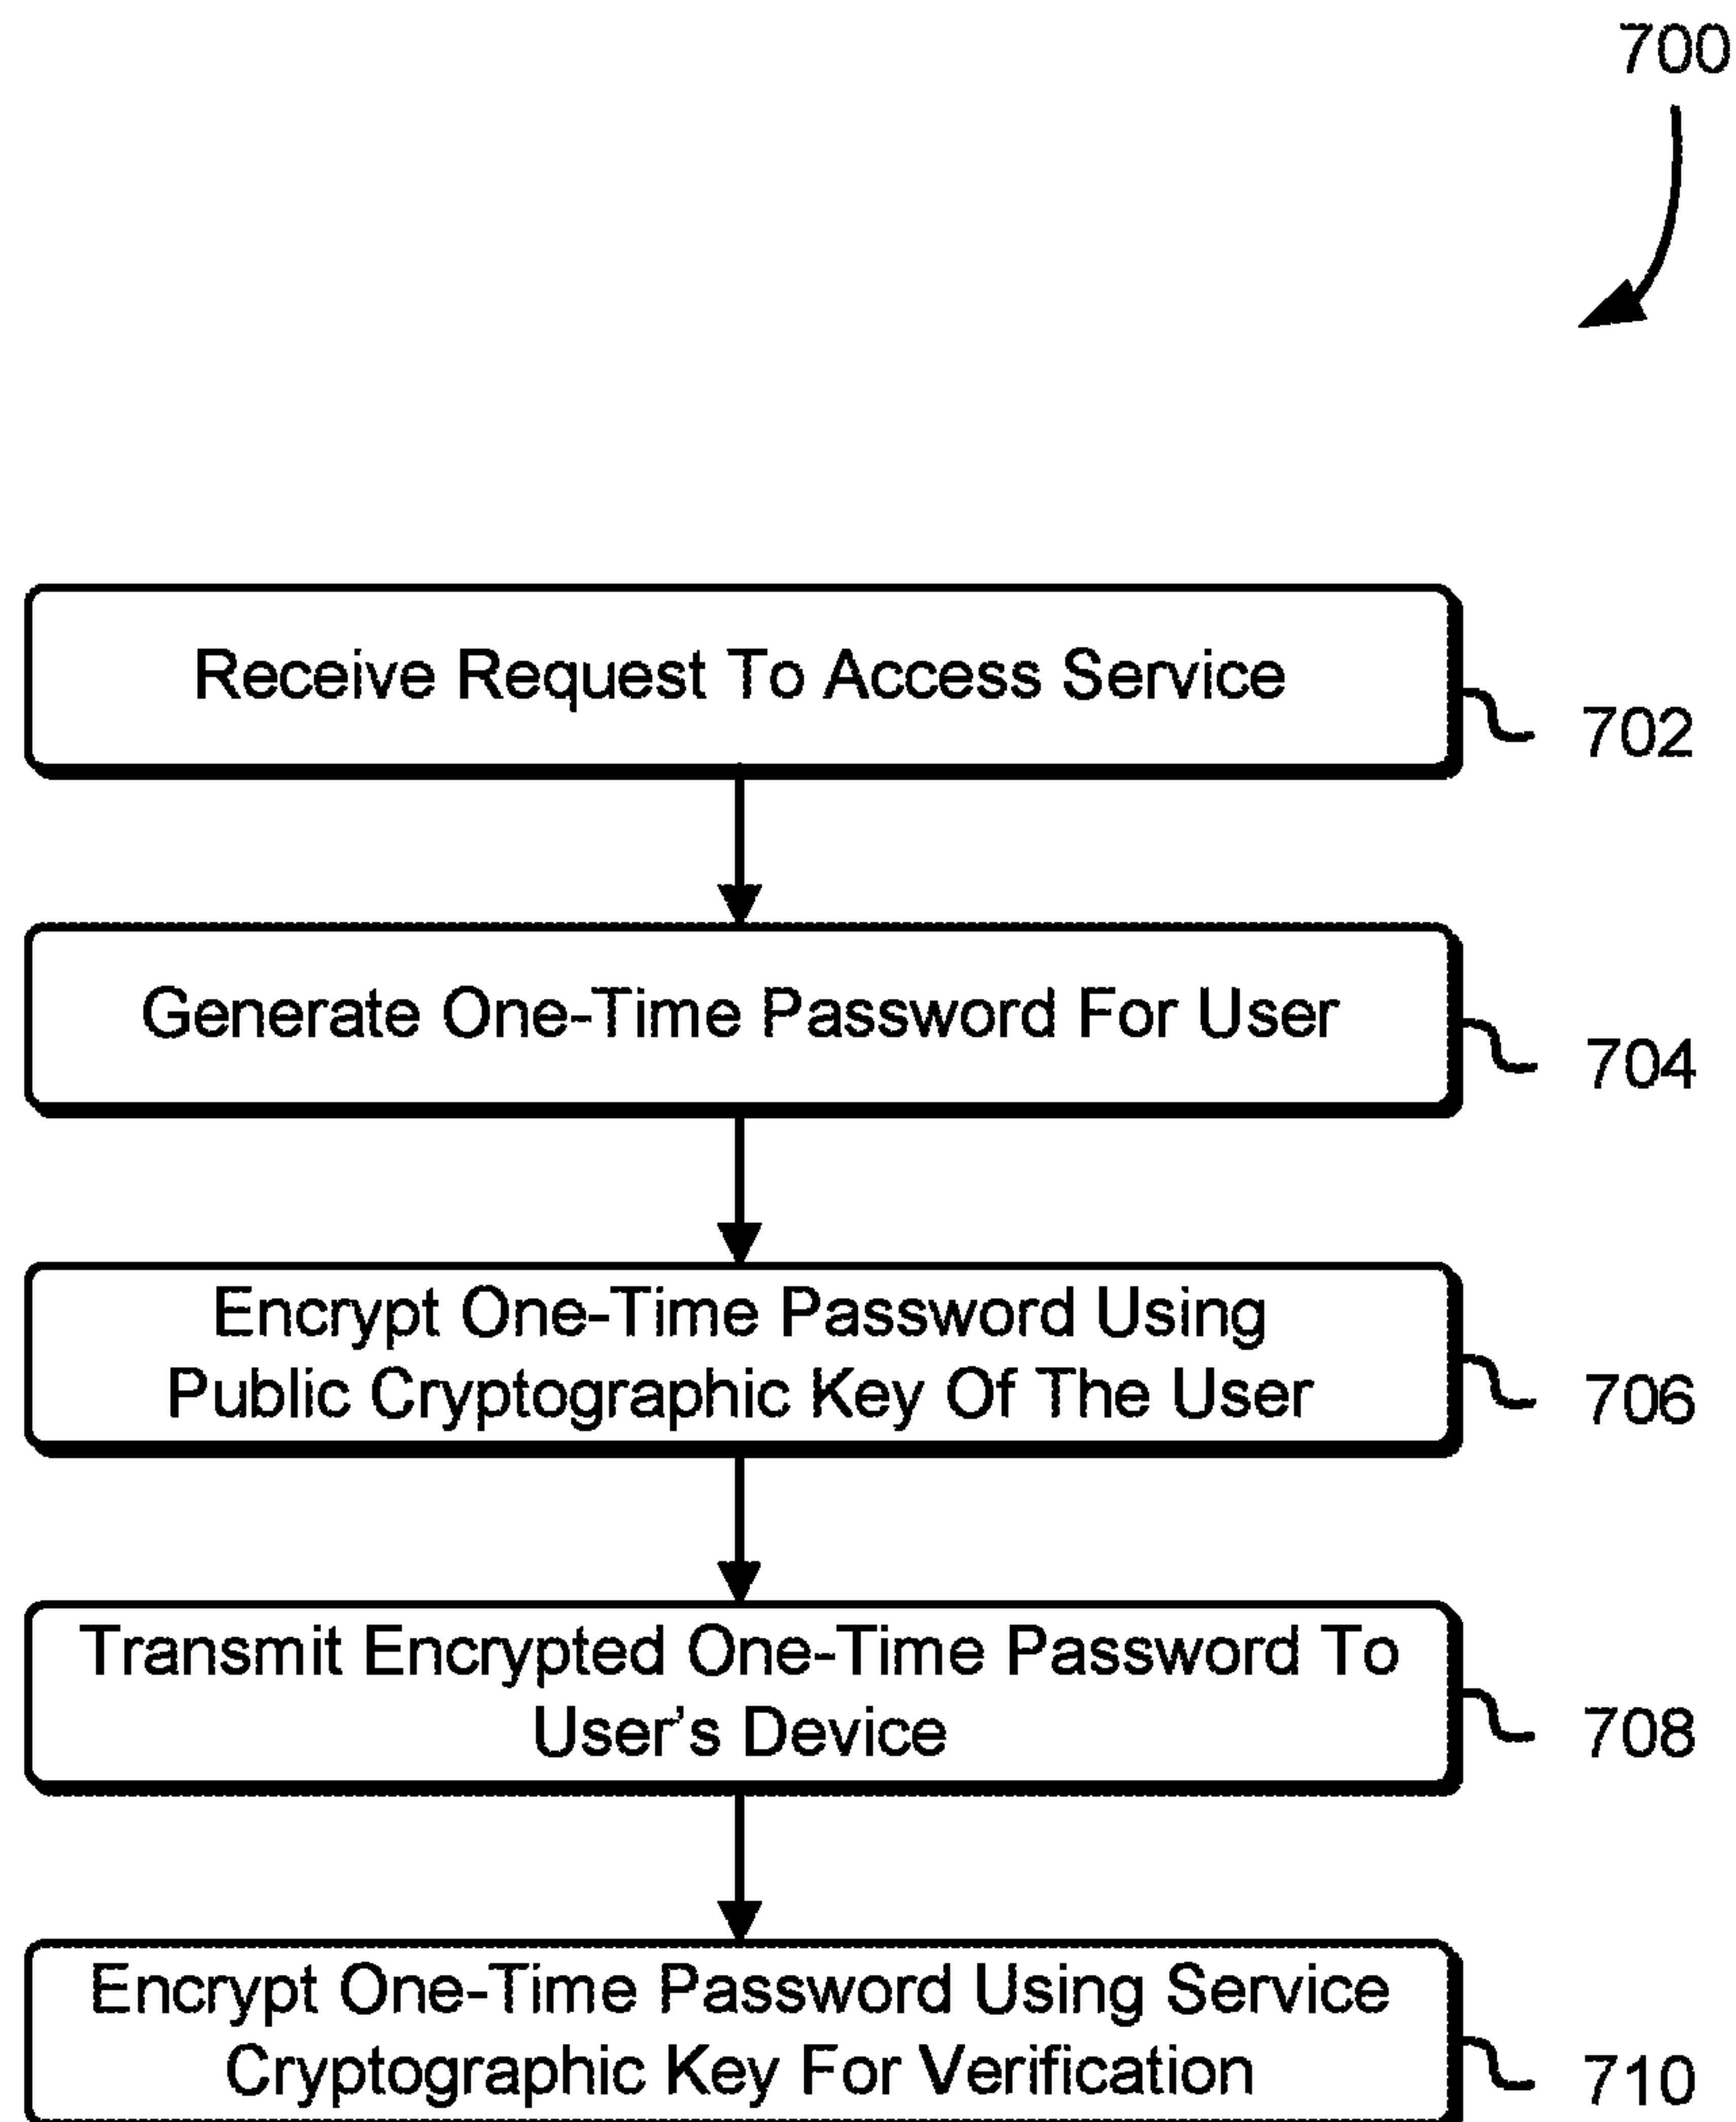 700
Receive Request To Access Service
702
Generate One-Time Password For User
704
Encrypt One-Time Password Using
Public Cryptographic Key Of The User
706
Transmit Encrypted One-Time Password To
User's Device
708
Encrypt One-Time Password Using Service
Cryptographic Key For Verification
710